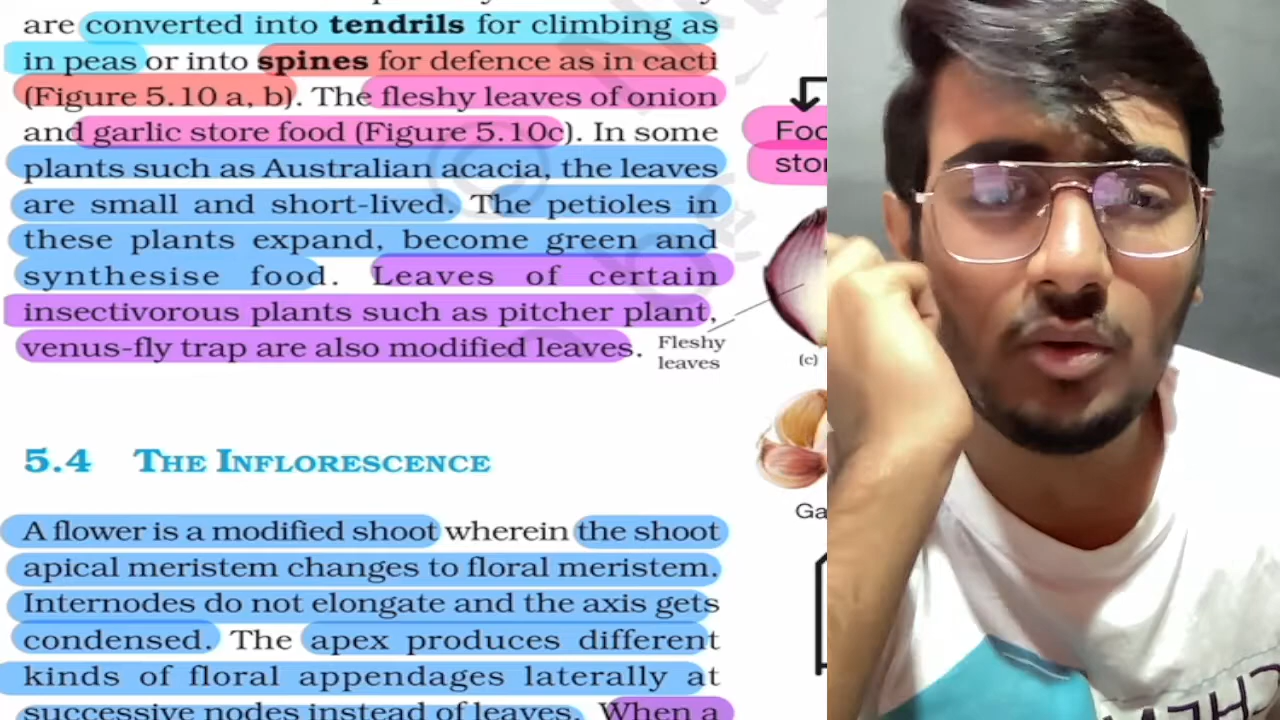 are converted into tendrils for climbing as
in peas or into spines for defence as in cacti
(Figure 5.10 a, b). The fleshy leaves of onion
and garlic store food (Figure 5.10c). In some
plants such as Australian acacia, the leaves
are small and short-lived. The petioles in
these plants expand, become green and
synthesise food. Leaves of certain
insectivorous plants such as pitcher plant,
venus-fly trap are also modified leaves.
5.4 THE INFLORESCENCE
A flower is a modified shoot wherein the shoot
apical meristem changes to floral meristem.
Internodes do not elongate and the axis gets
condensed. The apex produces different
kinds of floral appendages laterally at
successive nodes instead of leaves. When a
Fleshy
leaves
(c)